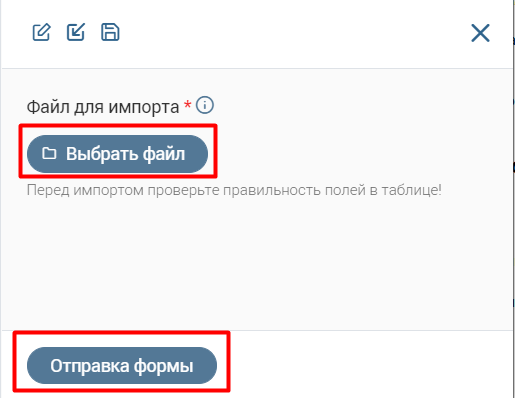 Файл для импорта *
Выбрать файл
Перед импортом проверьте правильность полей в таблице!
Отправка формы